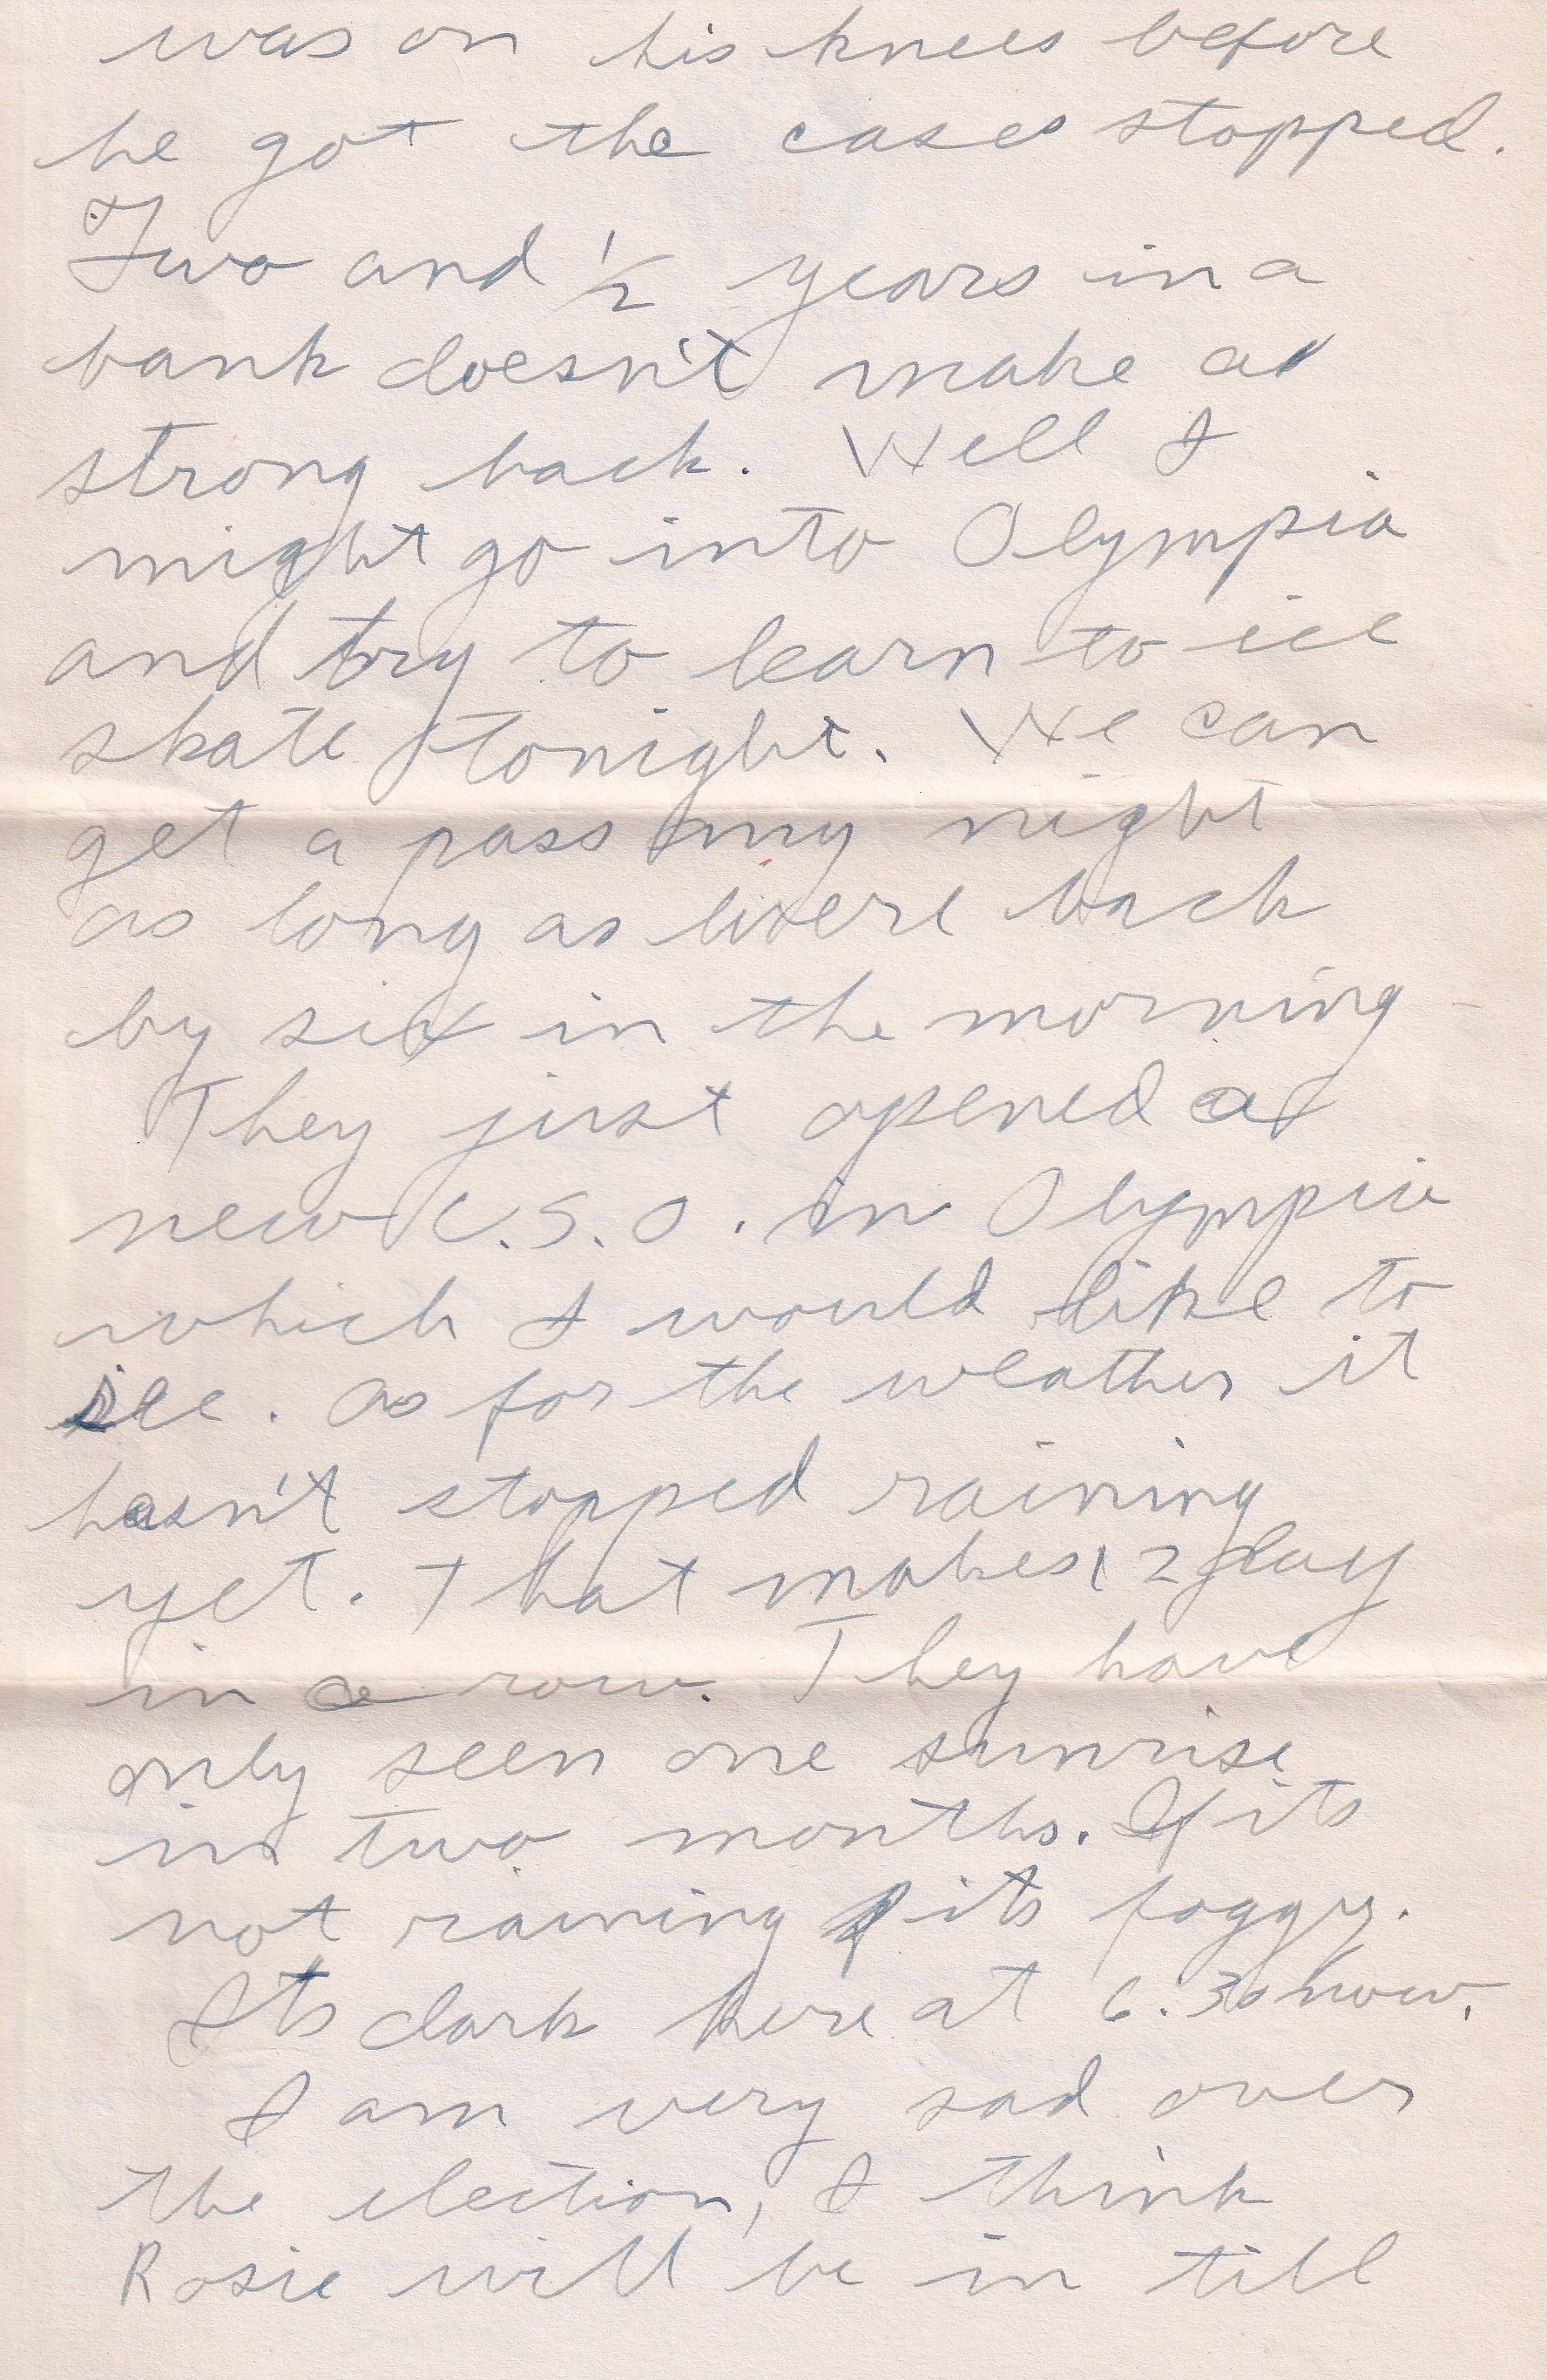 was on his knees before
he got the cases stopped.
Two and 1/2 years in a
bank doesn't make a
strong back. Well I
might go into Olympia
and try to learn to ice
skate tonight. We can
get a pass any night
as long as were back
by six in the morning
They just opened a
new U.S.O. in Olympia
which I would like to
see. As for the weather it
hasn't stopped raining
yet. That makes 12 day
in a row. They have
only seen one sunrise
in two months. If its
not raining its foggy.
Its dark here at 6.30 now.
I am very sad over
the election, I think
Rosie will be in till